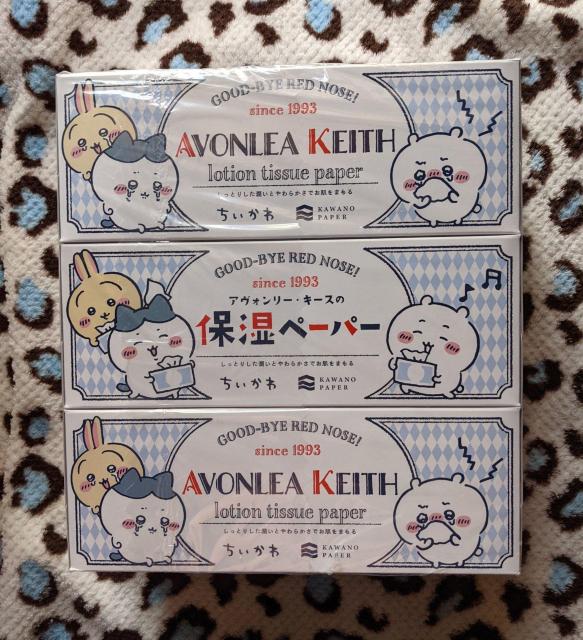 GOOD-BYE RED NOSE!
since 1993
AVONLEA KEITH
lotion tissue paper
しっとりした潤いとやわらかさでお肌をまもる
ちいかわ KAWANO PAPER
GOOD-BYE RED NOSE!
since 1993
アヴォンリー・キースの
保湿ペーパー
しっとりした潤いとやわらかさでお肌をまもる
ちいかわ KAWANO PAPER
GOOD-BYE RED NOSE!
since 1993
AVONLEA KEITH
lotion tissue paper
しっとりした潤いとやわらかさでお肌をまもる
ちいかわ KAWANO PAPER